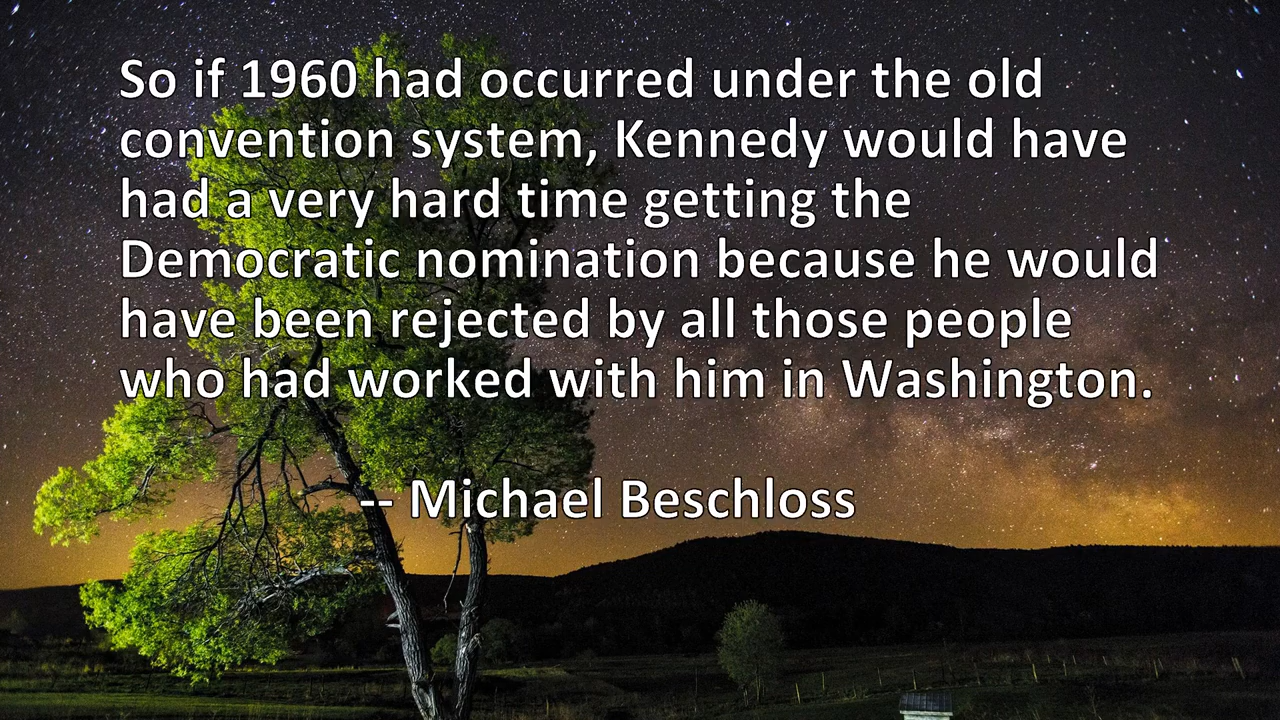 So if 1960 had occurred under the old
convention system, Kennedy would have
had a very hard time getting the
Democratic nomination because he would
have been rejected by all those people
who had worked with him in Washington.
-- Michael Beschloss